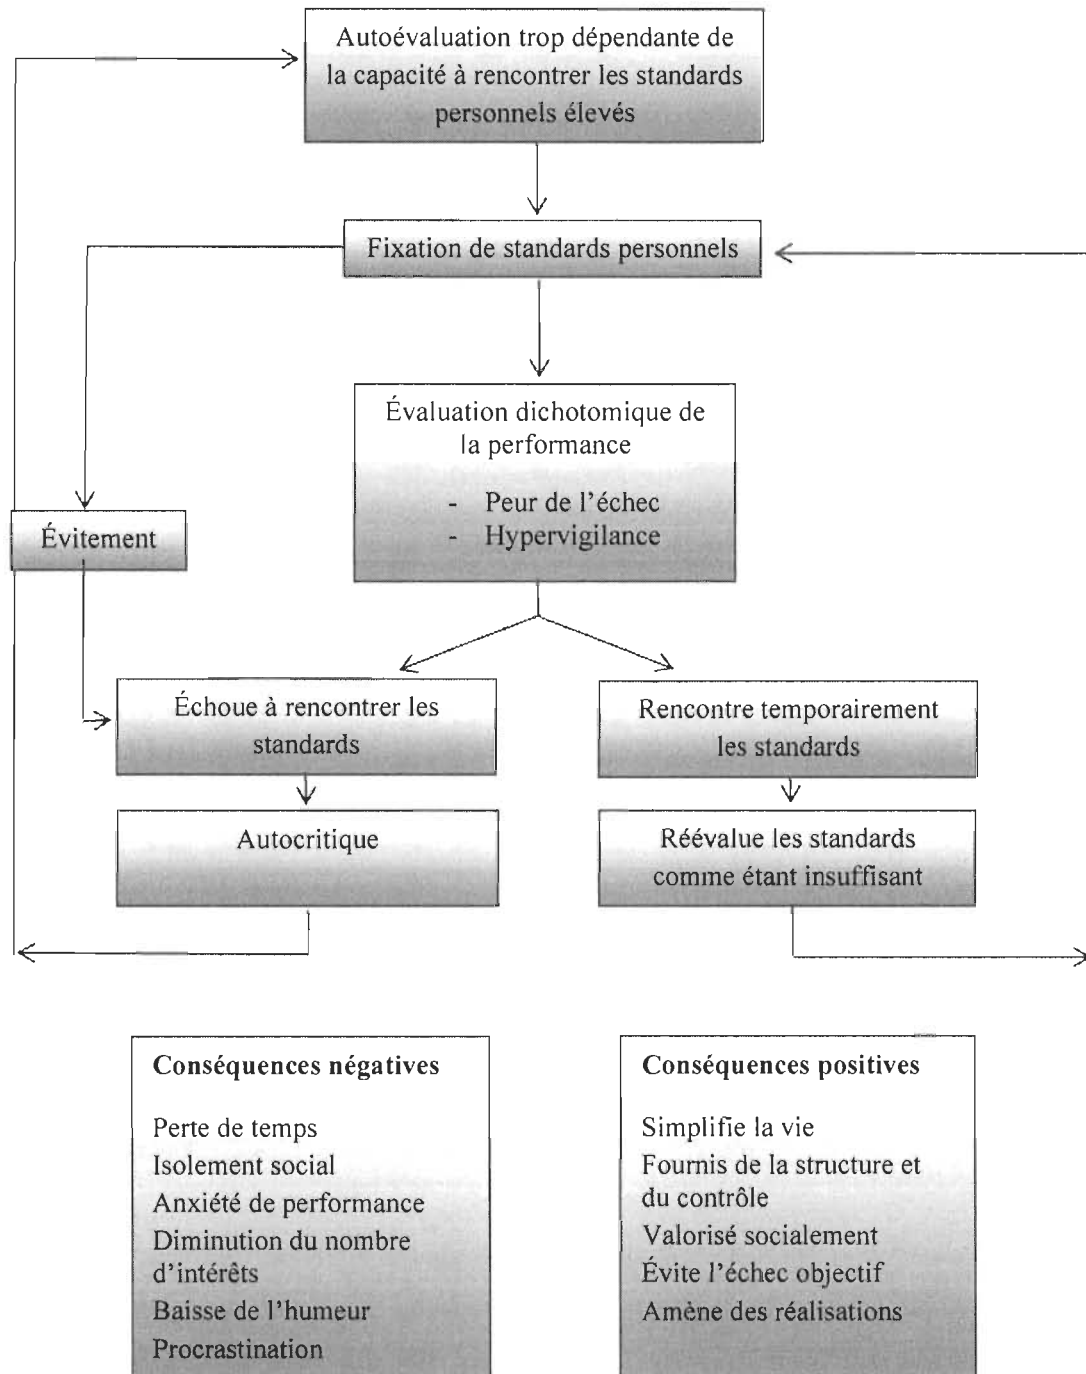 Autoévaluation trop dépendante de
la capacité à rencontrer les standards
personnels élevés
Fixation de standards personnels
Évaluation dichotomique de
la performance
- Peur de l'échec
- Hypervigilance
Évitement
Échoue à rencontrer les
standards
Rencontre temporairement
les standards
Autocritique
Réévalue les standards
comme étant insuffisant
Conséquences négatives
Perte de temps
Isolement social
Anxiété de performance
Diminution du nombre
d'intérêts
Baisse de l'humeur
Procrastination
Conséquences positives
Simplifie la vie
Fournis de la structure et
du contrôle
Valorisé socialement
Évite l'échec objectif
Amène des réalisations